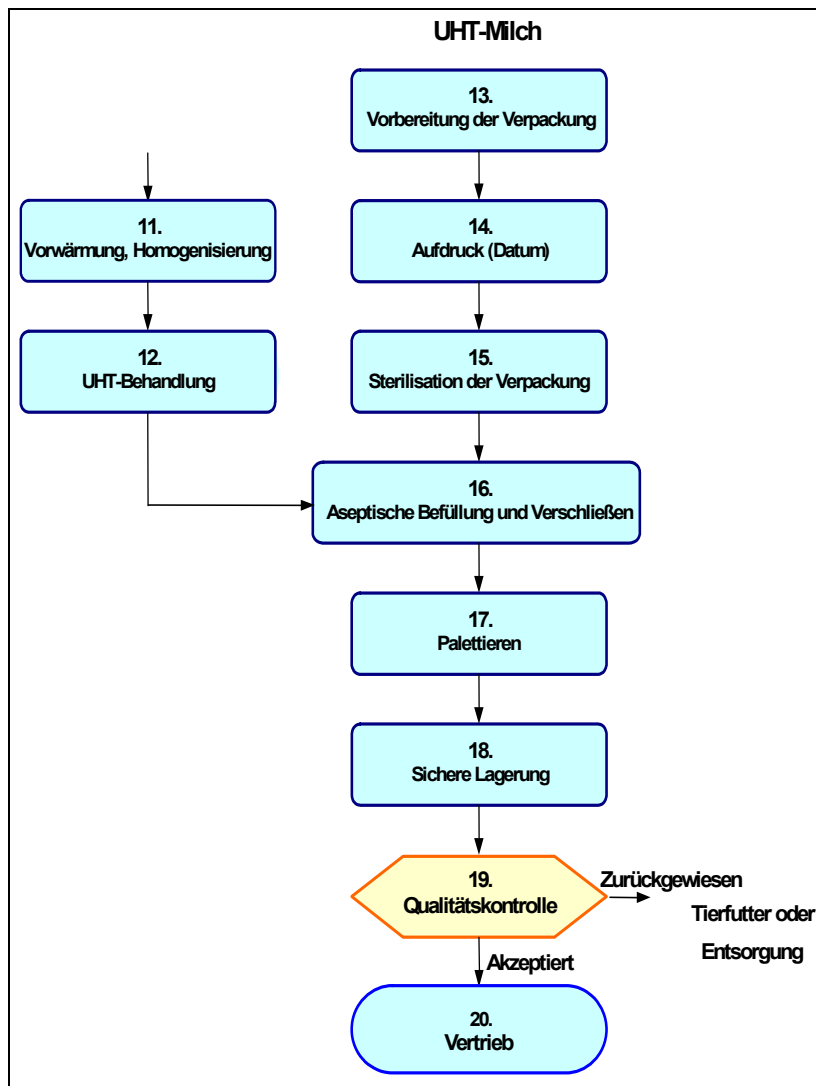 UHT-Milch
13.
Vorbereitung der Verpackung
11.
Vorwärmung, Homogenisierung
14.
Aufdruck (Datum)
12.
UHT-Behandlung
15.
Sterilisation der Verpackung
16.
Aseptische Befüllung und Verschließen
17.
Palettieren
18.
Sichere Lagerung
19.
Qualitätskontrolle
Zurückgewiesen
Tierfutter oder
Entsorgung
Akzeptiert
20.
Vertrieb